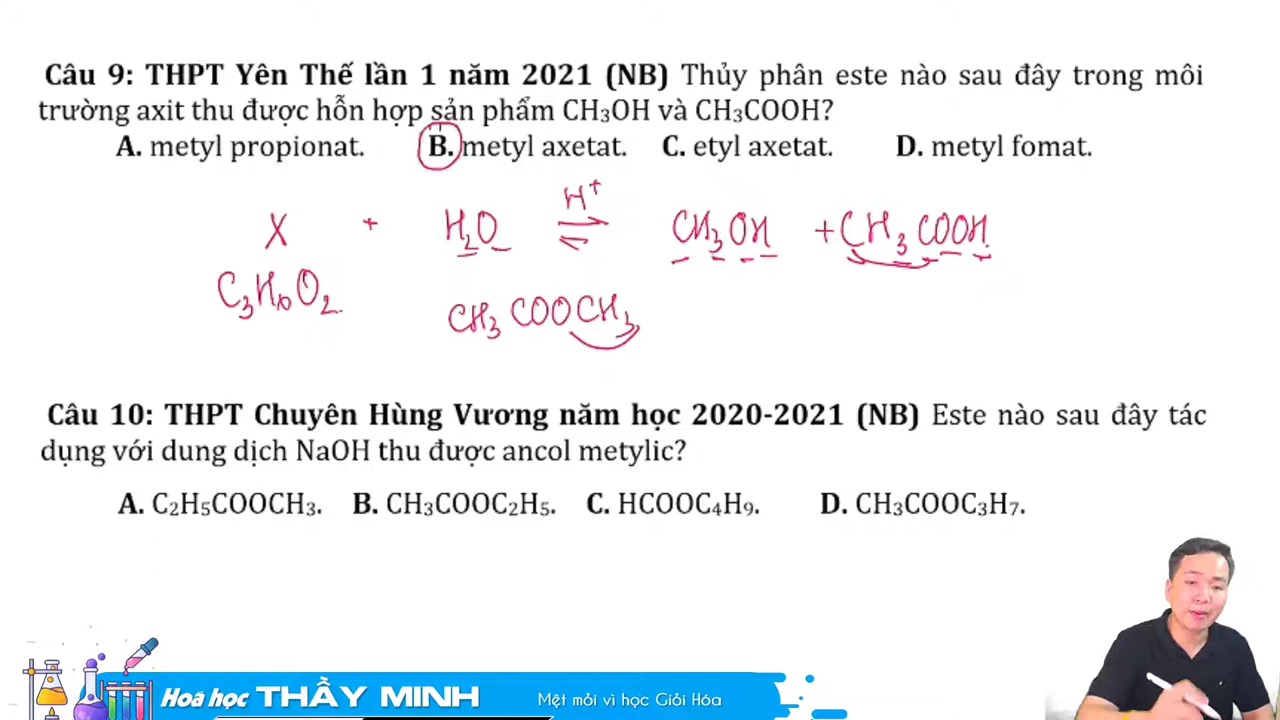 Câu 9: THPT Yên Thế lần 1 năm 2021 (NB) Thủy phân este nào sau đây trong môi
trường axit thu được hỗn hợp sản phẩm CH₃OH và CH₃COOH?
A. metyl propionat. B. metyl axetat. C. etyl axetat. D. metyl fomat.
H⁺
X + H₂O ⇌ CH₃OH + CH₃COOH
C₃H₆O₂
CH₃COOCH₃
Câu 10: THPT Chuyên Hùng Vương năm học 2020-2021 (NB) Este nào sau đây tác
dụng với dung dịch NaOH thu được ancol metylic?
A. C₂H₅COOCH₃. B. CH₃COOC₂H₅. C. HCOOC₄H₉. D. CH₃COOC₃H₇.
Hoá học THẦY MINH Mệt mỏi vì học Giỏi Hóa